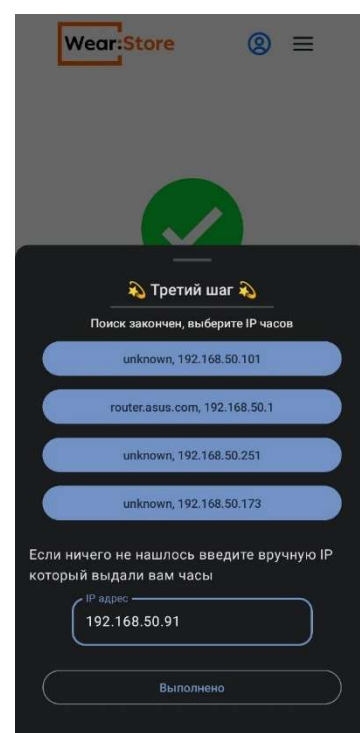 Wear:Store
💫 Третий шаг 💫
Поиск закончен, выберите IP часов
unknown, 192.168.50.101
router.asus.com, 192.168.50.1
unknown, 192.168.50.251
unknown, 192.168.50.173
Если ничего не нашлось введите вручную IP
который выдали вам часы
IP адрес
192.168.50.91
Выполнено